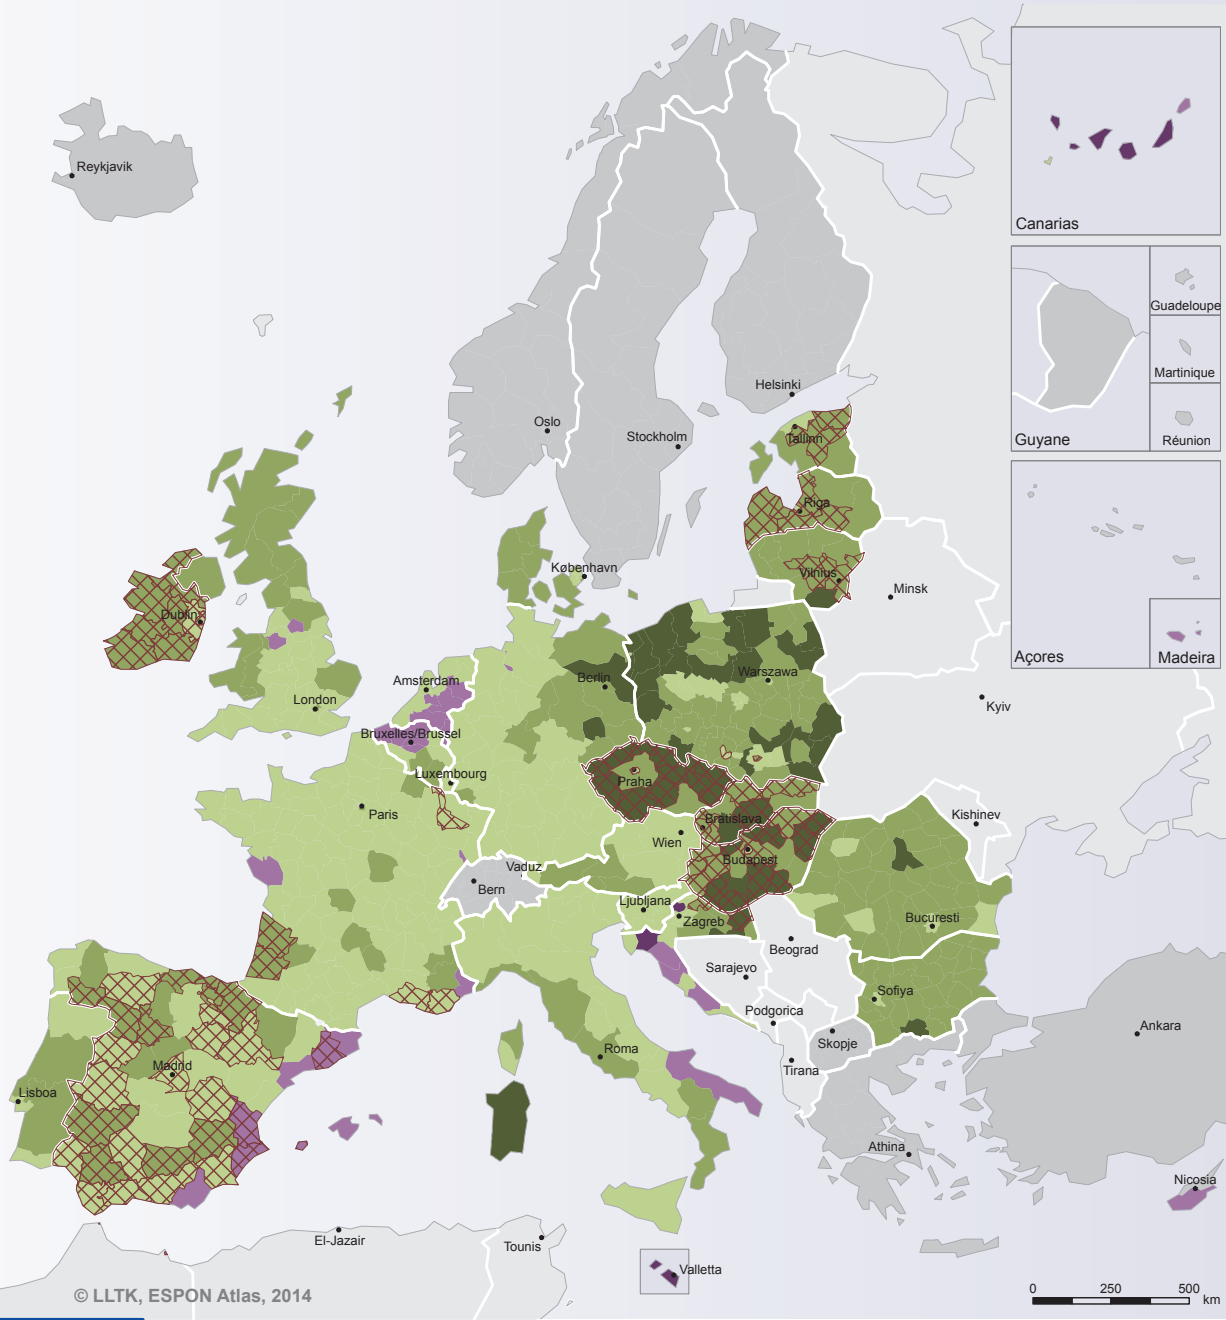 Canarias
Reykjavik
Guadeloupe
Martinique
Helsinki
Guyane
Réunion
Oslo
Stockholm
Tallinn
Riga
København
Vilnius
Minsk
Dublin
Açores
Madeira
Amsterdam
Berlin
Warszawa
London
Kyiv
Bruxelles/Brussel
Luxembourg
Praha
Paris
Kishinev
Bratislava
Wien
Budapest
Vaduz
Bern
Ljubljana
Zagreb
Bucuresti
Beograd
Sarajevo
Sofiya
Podgorica
Skopje
Ankara
Roma
Madrid
Tirana
Lisboa
Athina
Nicosia
El-Jazair
Tounis
Valletta
© LLTK, ESPON Atlas, 2014
0 250 500
km